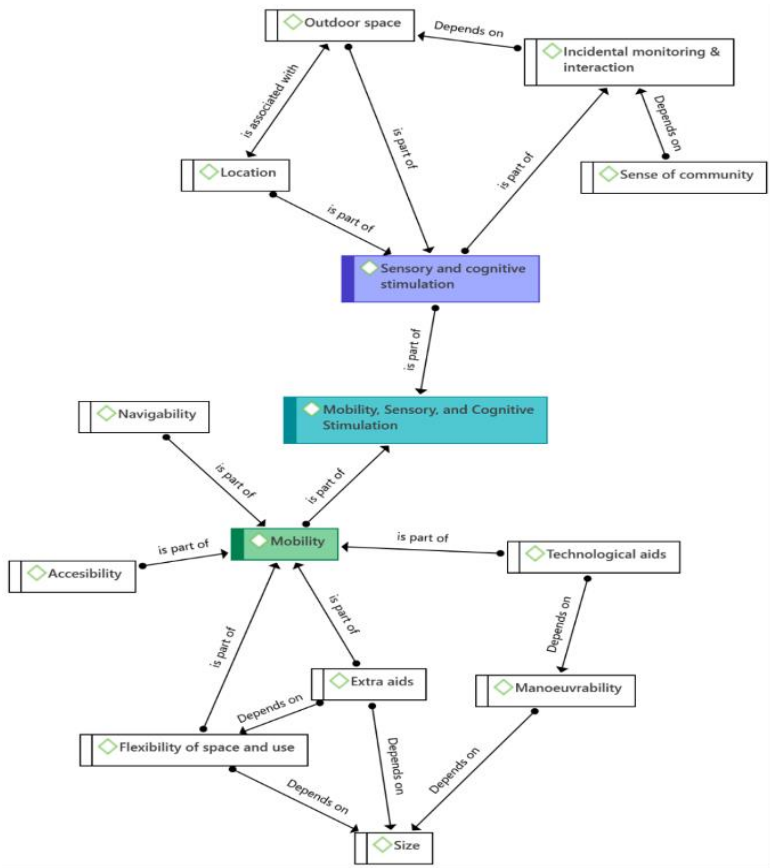 Outdoor space
Depends on
Incidental monitoring &
interaction
is associated with
is part of
Depends on
is part of
Location
Sense of community
is part of
Sensory and cognitive
stimulation
is part of
Navigability
Mobility, Sensory, and Cognitive
Stimulation
is part of
is part of
Mobility
is part of
is part of
Technological aids
Accesibility
is part of
is part of
Depends on
Extra aids
Manoeuvrability
Depends on
Flexibility of space and use
Depends on
Depends on
Depends on
Size